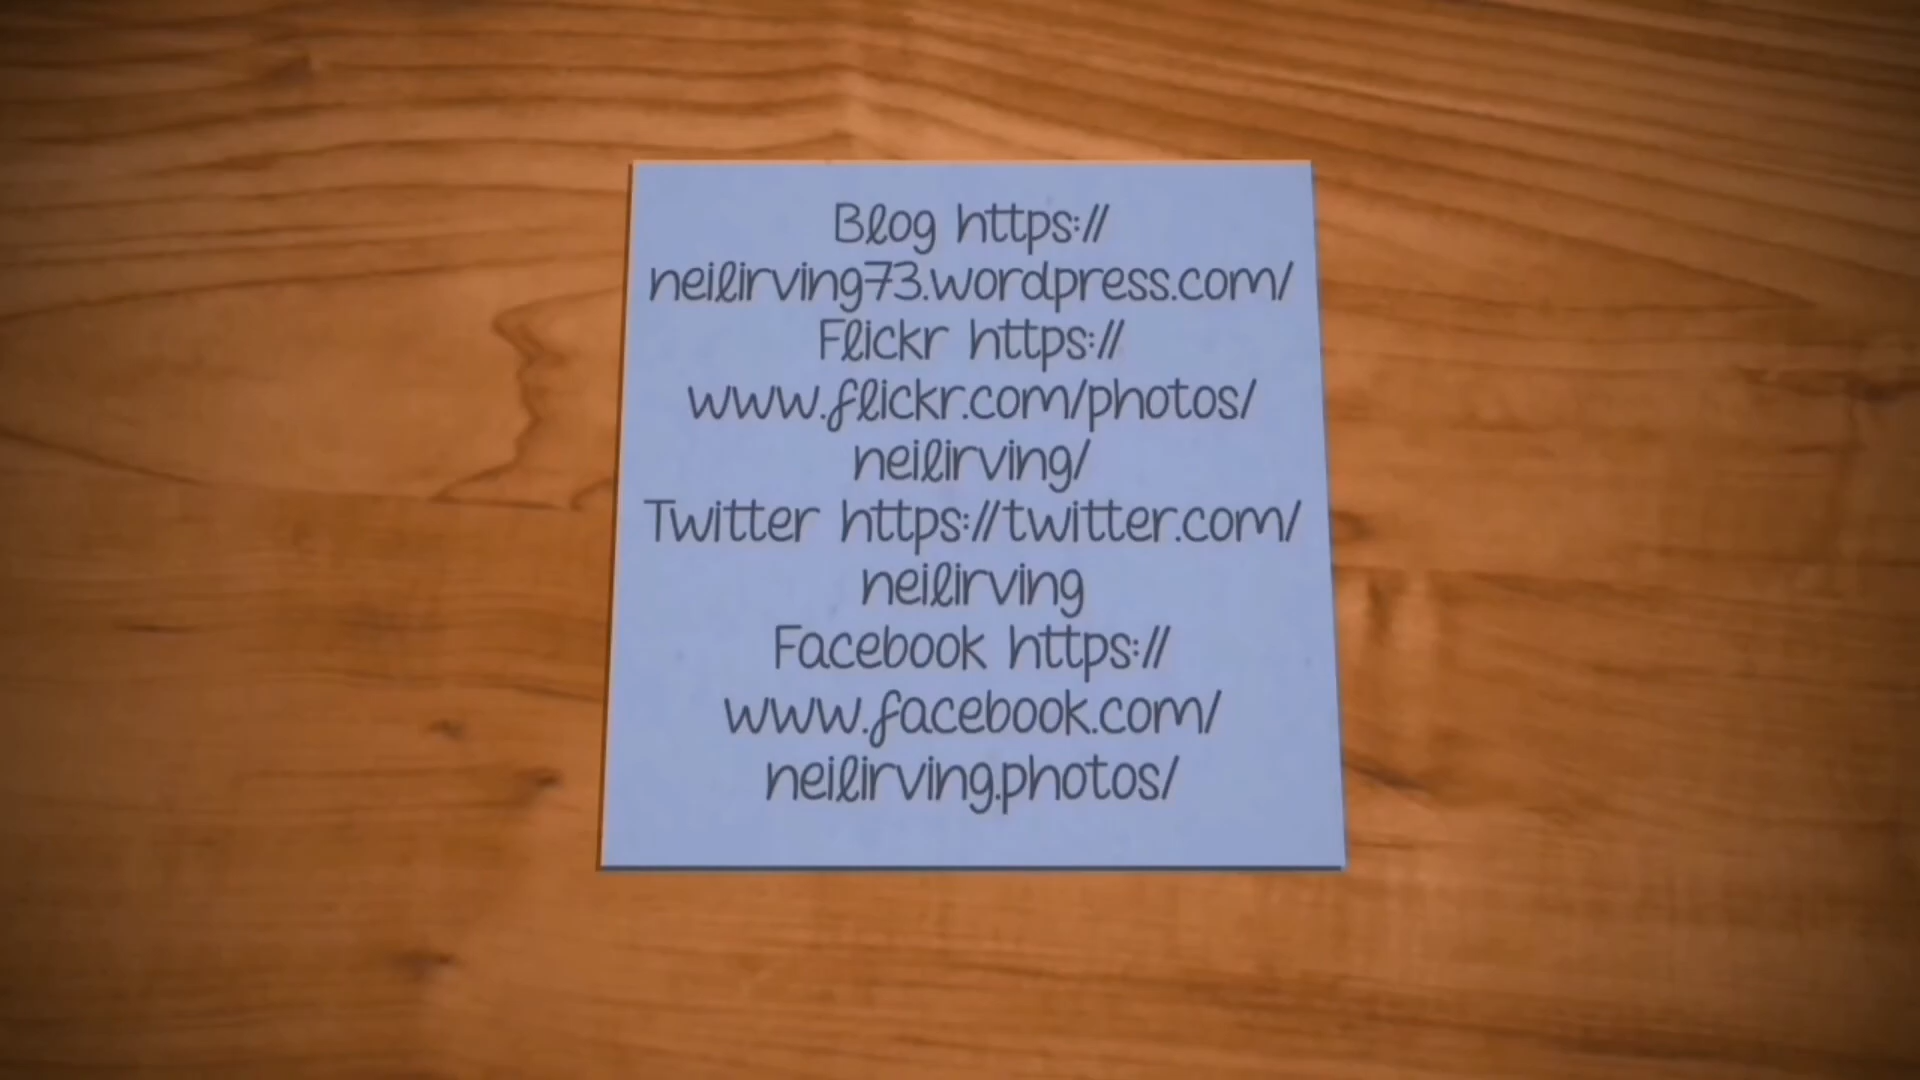 Blog https://
neilirving73.wordpress.com/
Flickr https://
www.flickr.com/photos/
neilirving/
Twitter https://twitter.com/
neilirving
Facebook https://
www.facebook.com/
neilirving.photos/